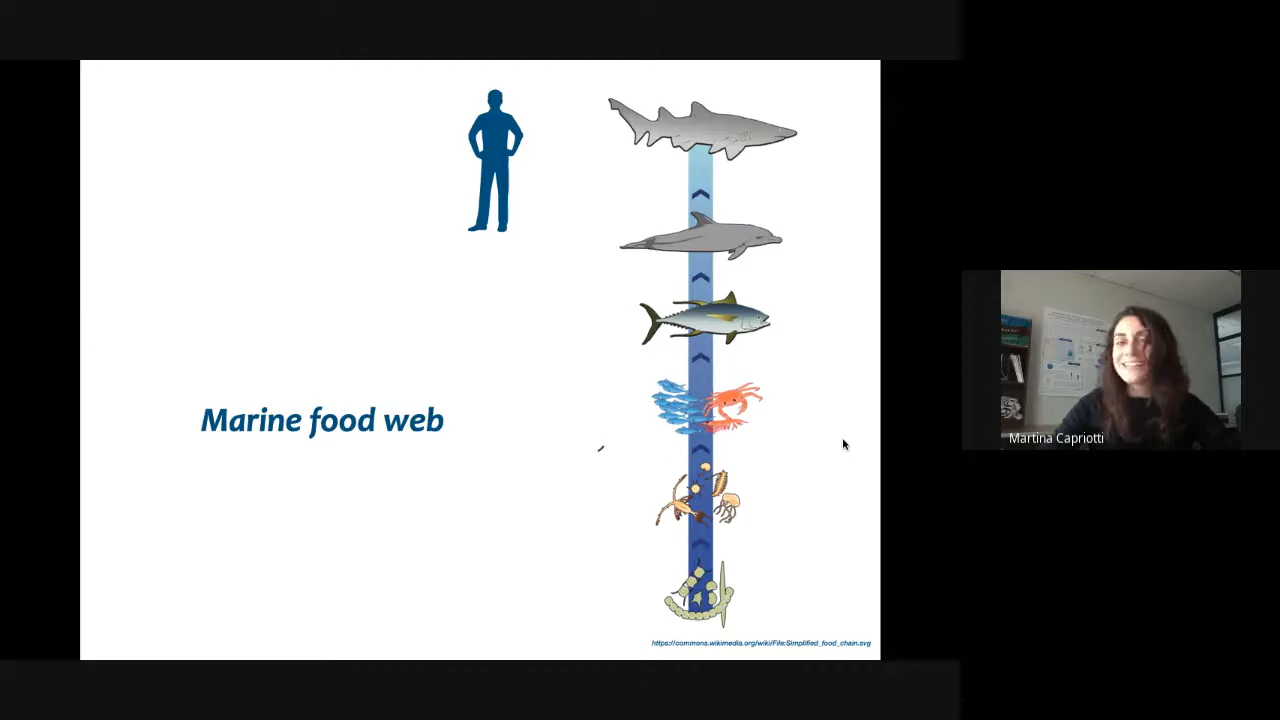 Marine food web
https://commons.wikimedia.org/wiki/File:Simplified_food_chain.svg
Martina Capriotti